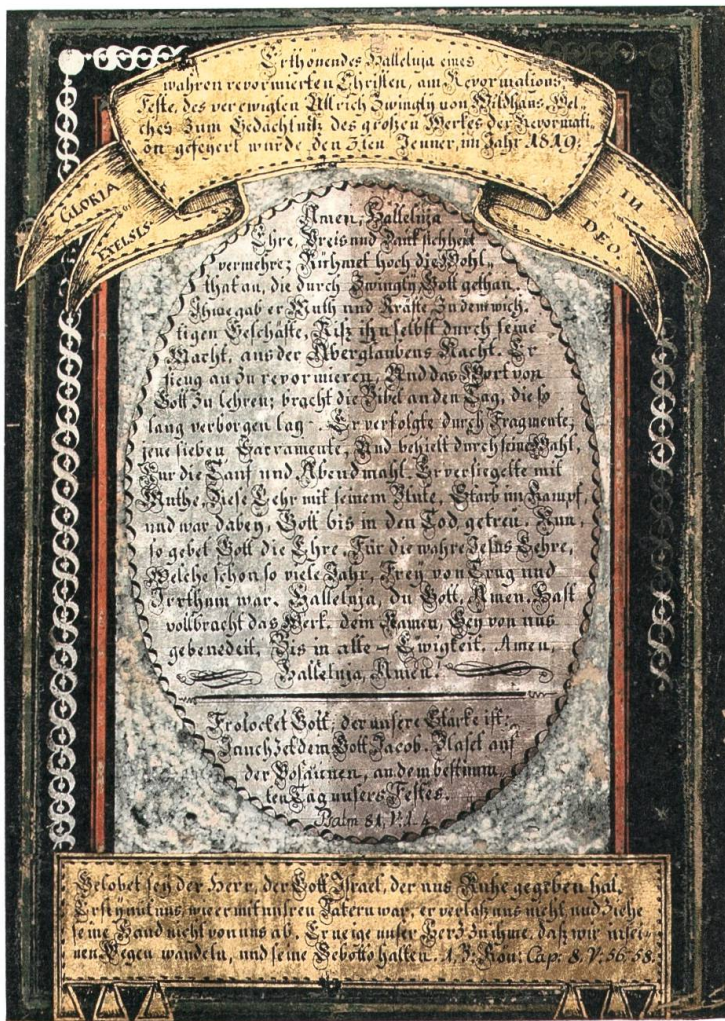 Erthönendes Halleluja eines
wahren revormierten Christen, am Revormations
Feste, des verewigten Ullrich Zwingly von Wildhaus, Wel„
ches Zum Gedächtniß des großen Werkes der Revormati„
on gefeyert wurde den 3ten Jenner, im Jahr 1819.
GLORIA
EXELSIS
IN
DEO.
Amen, Halleluja
Ehre, Preis und Dank sich heut
vermehre; Rühmet hoch die Wohl„
that an, die durch Zwingly Gott gethan.
Ihme gab er Muth und Kräfte, Zu dem wich.
tigen Geschäfte, Riß ihn selbst durch seine
Macht, aus der Aberglaubens Nacht. Er
fieng an Zu revormieren, Und das Wort von
Gott Zu lehren; bracht die Bibel an den Tag, die so
lang verborgen lag. Er verfolgte durch Fragmente,
jene sieben Sacramente, Und behielt durch seine Wahl,
Nur die Tauf und Abendmahl. Er versiegelte mit
Muthe, diese Lehr mit seinem Blute, Starb im Kampf,
und war dabey, Gott bis in den Tod, getreu. Nun,
so gebet Gott die Ehre, Für die wahre Jesus Lehre,
Welche schon so viele Jahr, Frey von Trug und
Irrthum war. Halleluja, du Gott, Amen. Hast
vollbracht das Werk. dein Namen, Sey von uns
gebenedeit, Bis in alle – Ewigkeit. Amen,
Halleluja, Amen.
Frolocket Gott, der unsere Stärke ist:
Jauchzet dem Gott Jacob. Blaset auf
der Posaunen, an dem bestimm„
ten Tag unsers Festes.
Psalm 81, V. 1. 4.
Gelobet sey der Herr, der Gott Israel, der uns Ruhe gegeben hat.
Er sey mit uns, wie er mit unsren Vatern war, er verlaß uns nicht, und Ziehe
seine Hand nicht von uns ab. Er neige unser Herz Zu ihme, daß wir in sei„
nen Wegen wandeln, und seine Gebotto halten. 1. B: Kön: Cap: 8. V: 56. 58.